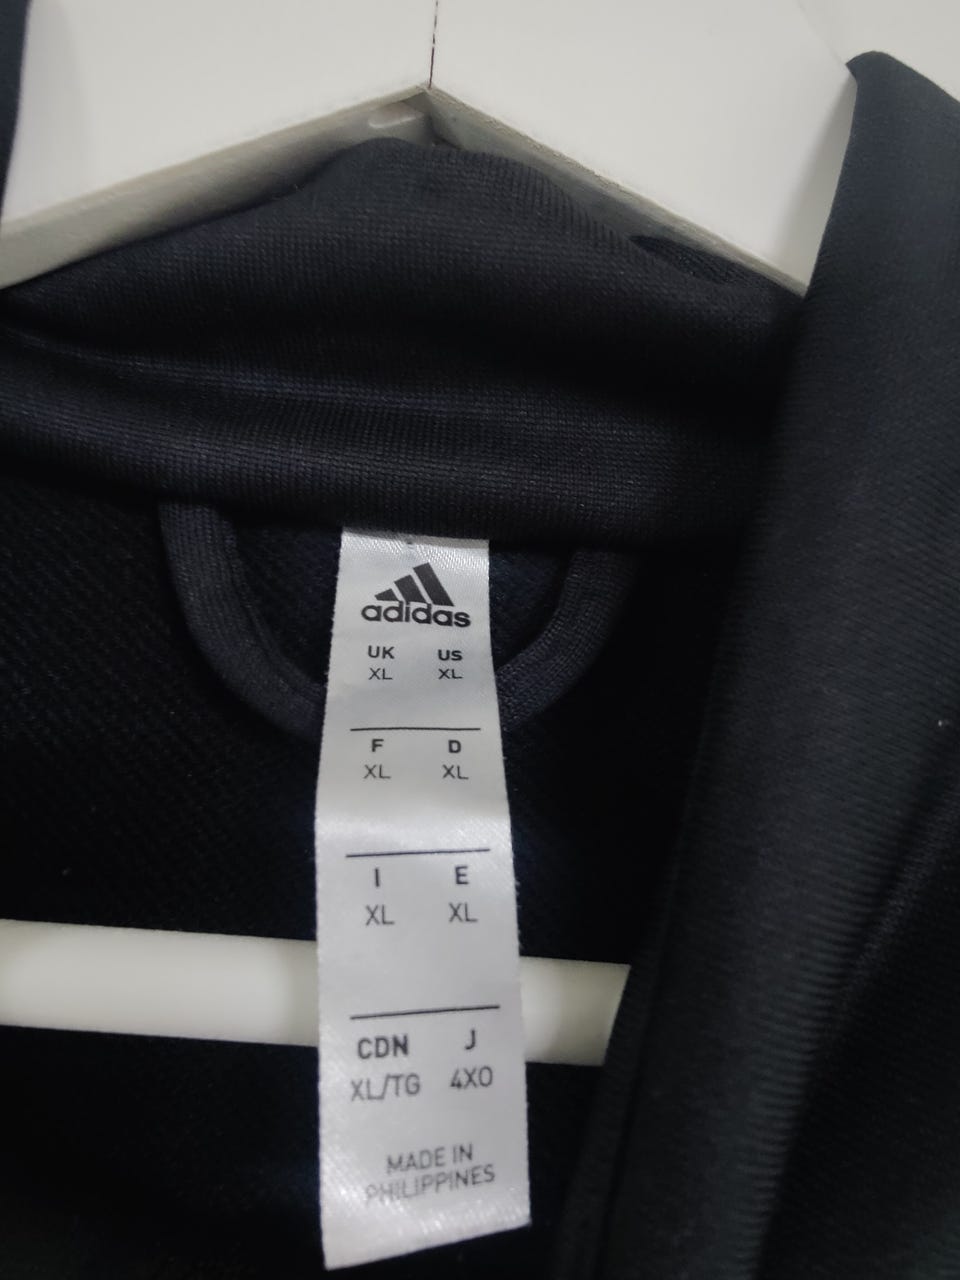 adidas
UK US
XL XL
F D
XL XL
I E
XL XL
CDN J
XL/TG 4XO
MADE IN
PHILIPPINES